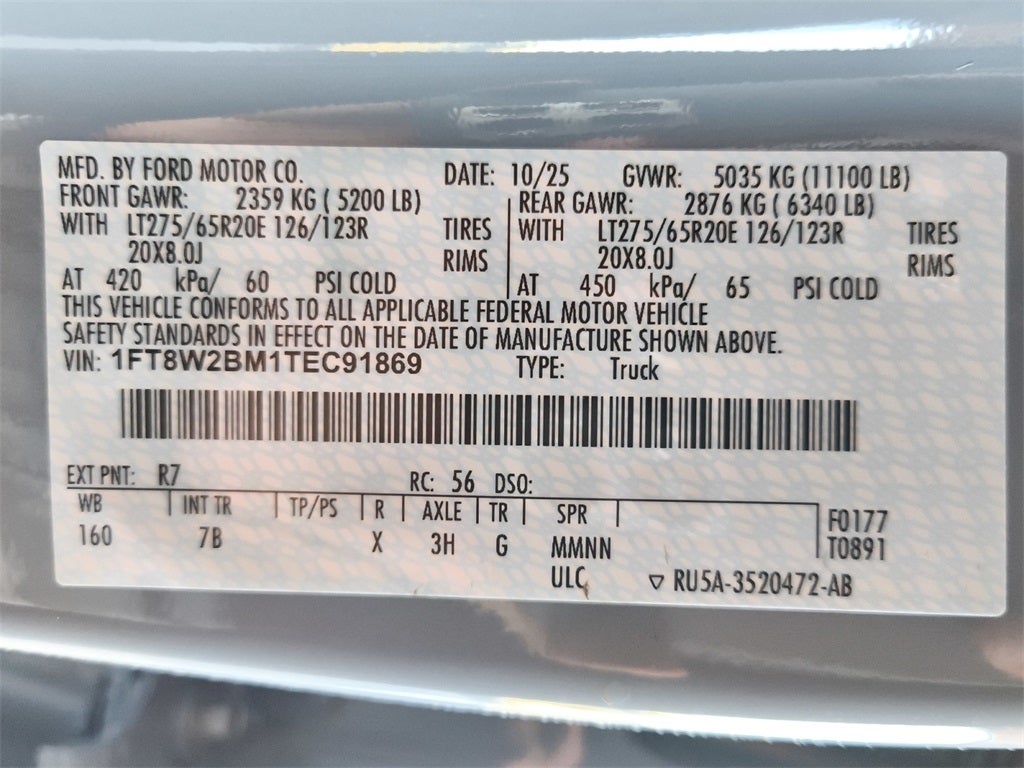 MFD. BY FORD MOTOR CO. DATE: 10/25 GVWR: 5035 KG (11100 LB)
FRONT GAWR: 2359 KG ( 5200 LB) REAR GAWR: 2876 KG ( 6340 LB)
WITH LT275/65R20E 126/123R TIRES WITH LT275/65R20E 126/123R TIRES
20X8.0J RIMS 20X8.0J RIMS
AT 420 kPa/ 60 PSI COLD AT 450 kPa/ 65 PSI COLD
THIS VEHICLE CONFORMS TO ALL APPLICABLE FEDERAL MOTOR VEHICLE
SAFETY STANDARDS IN EFFECT ON THE DATE OF MANUFACTURE SHOWN ABOVE.
VIN: 1FT8W2BM1TEC91869 TYPE: Truck
EXT PNT: R7 RC: 56 DSO:
WB INT TR TP/PS R AXLE TR SPR F0177
160 7B X 3H G MMNN T0891
ULC ▽ RU5A-3520472-AB